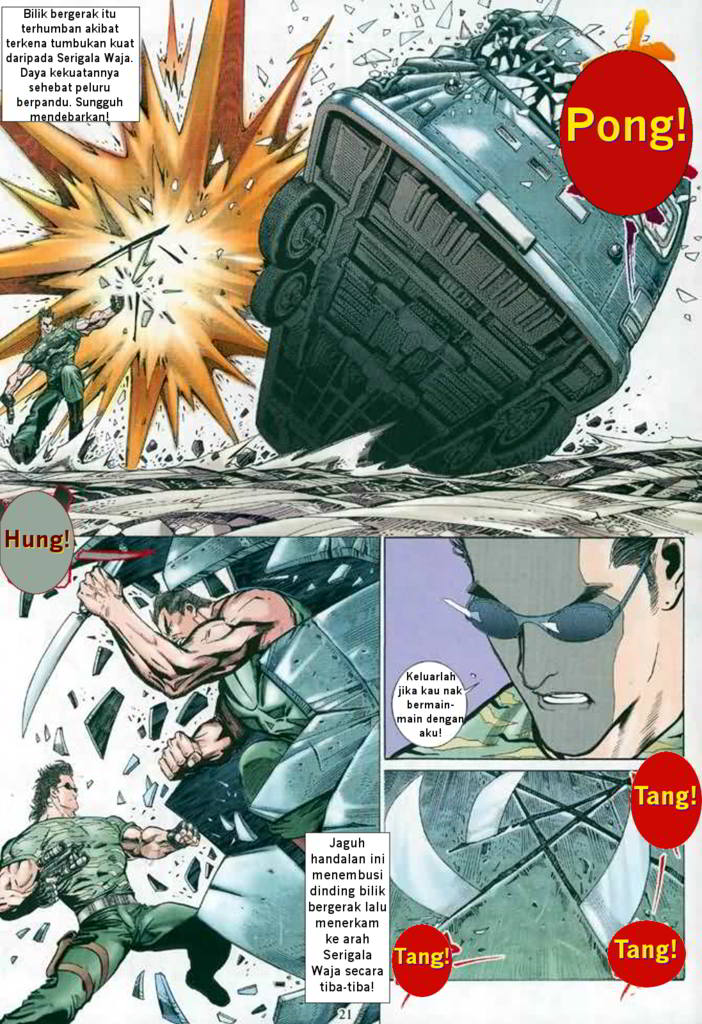 Bilik bergerak itu
terhumban akibat
terkena tumbukan kuat
daripada Serigala Waja.
Daya kekuatannya
sehebat peluru
berpandu. Sungguh
mendebarkan!
Pong!
Hung!
Keluarlah
jika kau nak
bermain-
main dengan
aku!
Tang!
Jaguh
handalan ini
menembusi
dinding bilik
bergerak lalu
menerkam
ke arah
Serigala
Waja secara
tiba-tiba!
Tang!
Tang!
21